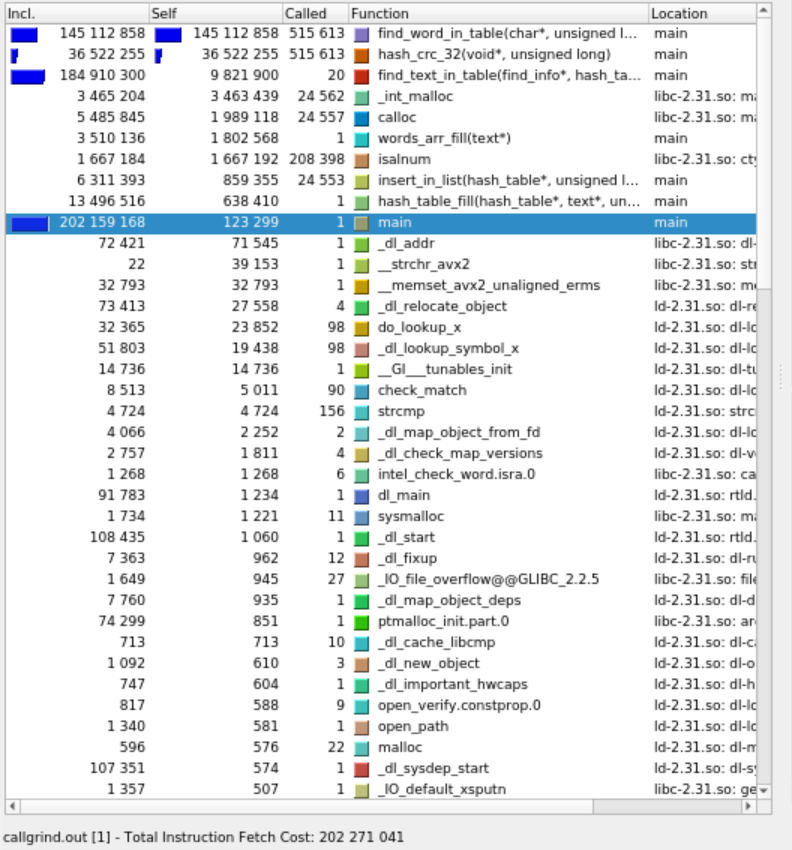 Incl. Self Called Function Location
145 112 858 145 112 858 515 613 find_word_in_table(char*, unsigned l... main
36 522 255 36 522 255 515 613 hash_crc_32(void*, unsigned long) main
184 910 300 9 821 900 20 find_text_in_table(find_info*, hash_ta... main
3 465 204 3 463 439 24 562 _int_malloc libc-2.31.so: ma
5 485 845 1 989 118 24 557 calloc libc-2.31.so: ma
3 510 136 1 802 568 1 words_arr_fill(text*) main
1 667 184 1 667 192 208 398 isalnum libc-2.31.so: cty
6 311 393 859 355 24 553 insert_in_list(hash_table*, unsigned l... main
13 496 516 638 410 1 hash_table_fill(hash_table*, text*, un... main
202 159 168 123 299 1 main main
72 421 71 545 1 _dl_addr libc-2.31.so: dl-
22 39 153 1 __strchr_avx2 libc-2.31.so: str
32 793 32 793 1 __memset_avx2_unaligned_erms libc-2.31.so: me
73 413 27 558 4 _dl_relocate_object ld-2.31.so: dl-re
32 365 23 852 98 do_lookup_x ld-2.31.so: dl-lo
51 803 19 438 98 _dl_lookup_symbol_x ld-2.31.so: dl-lo
14 736 14 736 1 __GI___tunables_init ld-2.31.so: dl-tu
8 513 5 011 90 check_match ld-2.31.so: dl-lo
4 724 4 724 156 strcmp ld-2.31.so: strc
4 066 2 252 2 _dl_map_object_from_fd ld-2.31.so: dl-lo
2 757 1 811 4 _dl_check_map_versions ld-2.31.so: dl-v
1 268 1 268 6 intel_check_word.isra.0 libc-2.31.so: ca
91 783 1 234 1 dl_main ld-2.31.so: rtld.
1 734 1 221 11 sysmalloc libc-2.31.so: ma
108 435 1 060 1 _dl_start ld-2.31.so: rtld.
7 363 962 12 _dl_fixup ld-2.31.so: dl-ru
1 649 945 27 _IO_file_overflow@@GLIBC_2.2.5 libc-2.31.so: file
7 760 935 1 _dl_map_object_deps ld-2.31.so: dl-d
74 299 851 1 ptmalloc_init.part.0 libc-2.31.so: are
713 713 10 _dl_cache_libcmp ld-2.31.so: dl-ca
1 092 610 3 _dl_new_object ld-2.31.so: dl-o
747 604 1 _dl_important_hwcaps ld-2.31.so: dl-h
817 588 9 open_verify.constprop.0 ld-2.31.so: dl-lo
1 340 581 1 open_path ld-2.31.so: dl-lo
596 576 22 malloc ld-2.31.so: dl-m
107 351 574 1 _dl_sysdep_start ld-2.31.so: dl-sy
1 357 507 1 _IO_default_xsputn libc-2.31.so: ge
callgrind.out [1] - Total Instruction Fetch Cost: 202 271 041